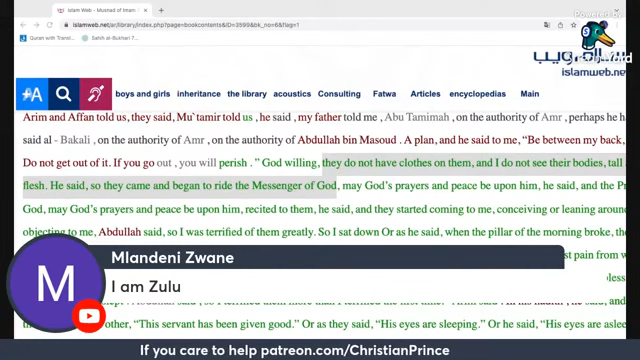 Islam Web - Musnad of Imam
islamweb.net/ar/library/index.php?page=bookcontents&ID=3599&bk_no=6&flag=1
Powered by
Quran with Transl...
Sahih al-Bukhari 7...
إسلام ويب
islamweb.net
boys and girls inheritance the library acoustics Consulting Fatwa Articles encyclopedias Main
Arim and Affan told us, they said, Mu`tamir told us , he said, my father told me , Abu Tamimah , on the authority of Amr , perhaps he ha
said al - Bakali , on the authority of Amr , on the authority of Abdullah bin Masoud . A plan, and he said to me, “Be between my back,
Do not get out of it. If you go out, you will perish . ” God willing, they do not have clothes on them, and I do not see their bodies, tall
flesh. He said, so they came and began to ride the Messenger of God, may God’s prayers and peace be upon him, he said, and the Pr
God, may God’s prayers and peace be upon him, recited to them, he said, and they started coming to me, conceiving or leaning aroun
objecting to me, Abdullah said, so I was terrified of them greatly. So I sat down Or as he said, when the pillar of the morning broke, the
Mlandeni Zwane
st pain from w
I am Zulu
bless
other, “This servant has been given good.” Or as they said, “His eyes are sleeping.” Or he said, “His eyes are aslee
M
If you care to help patreon.com/ChristianPrince